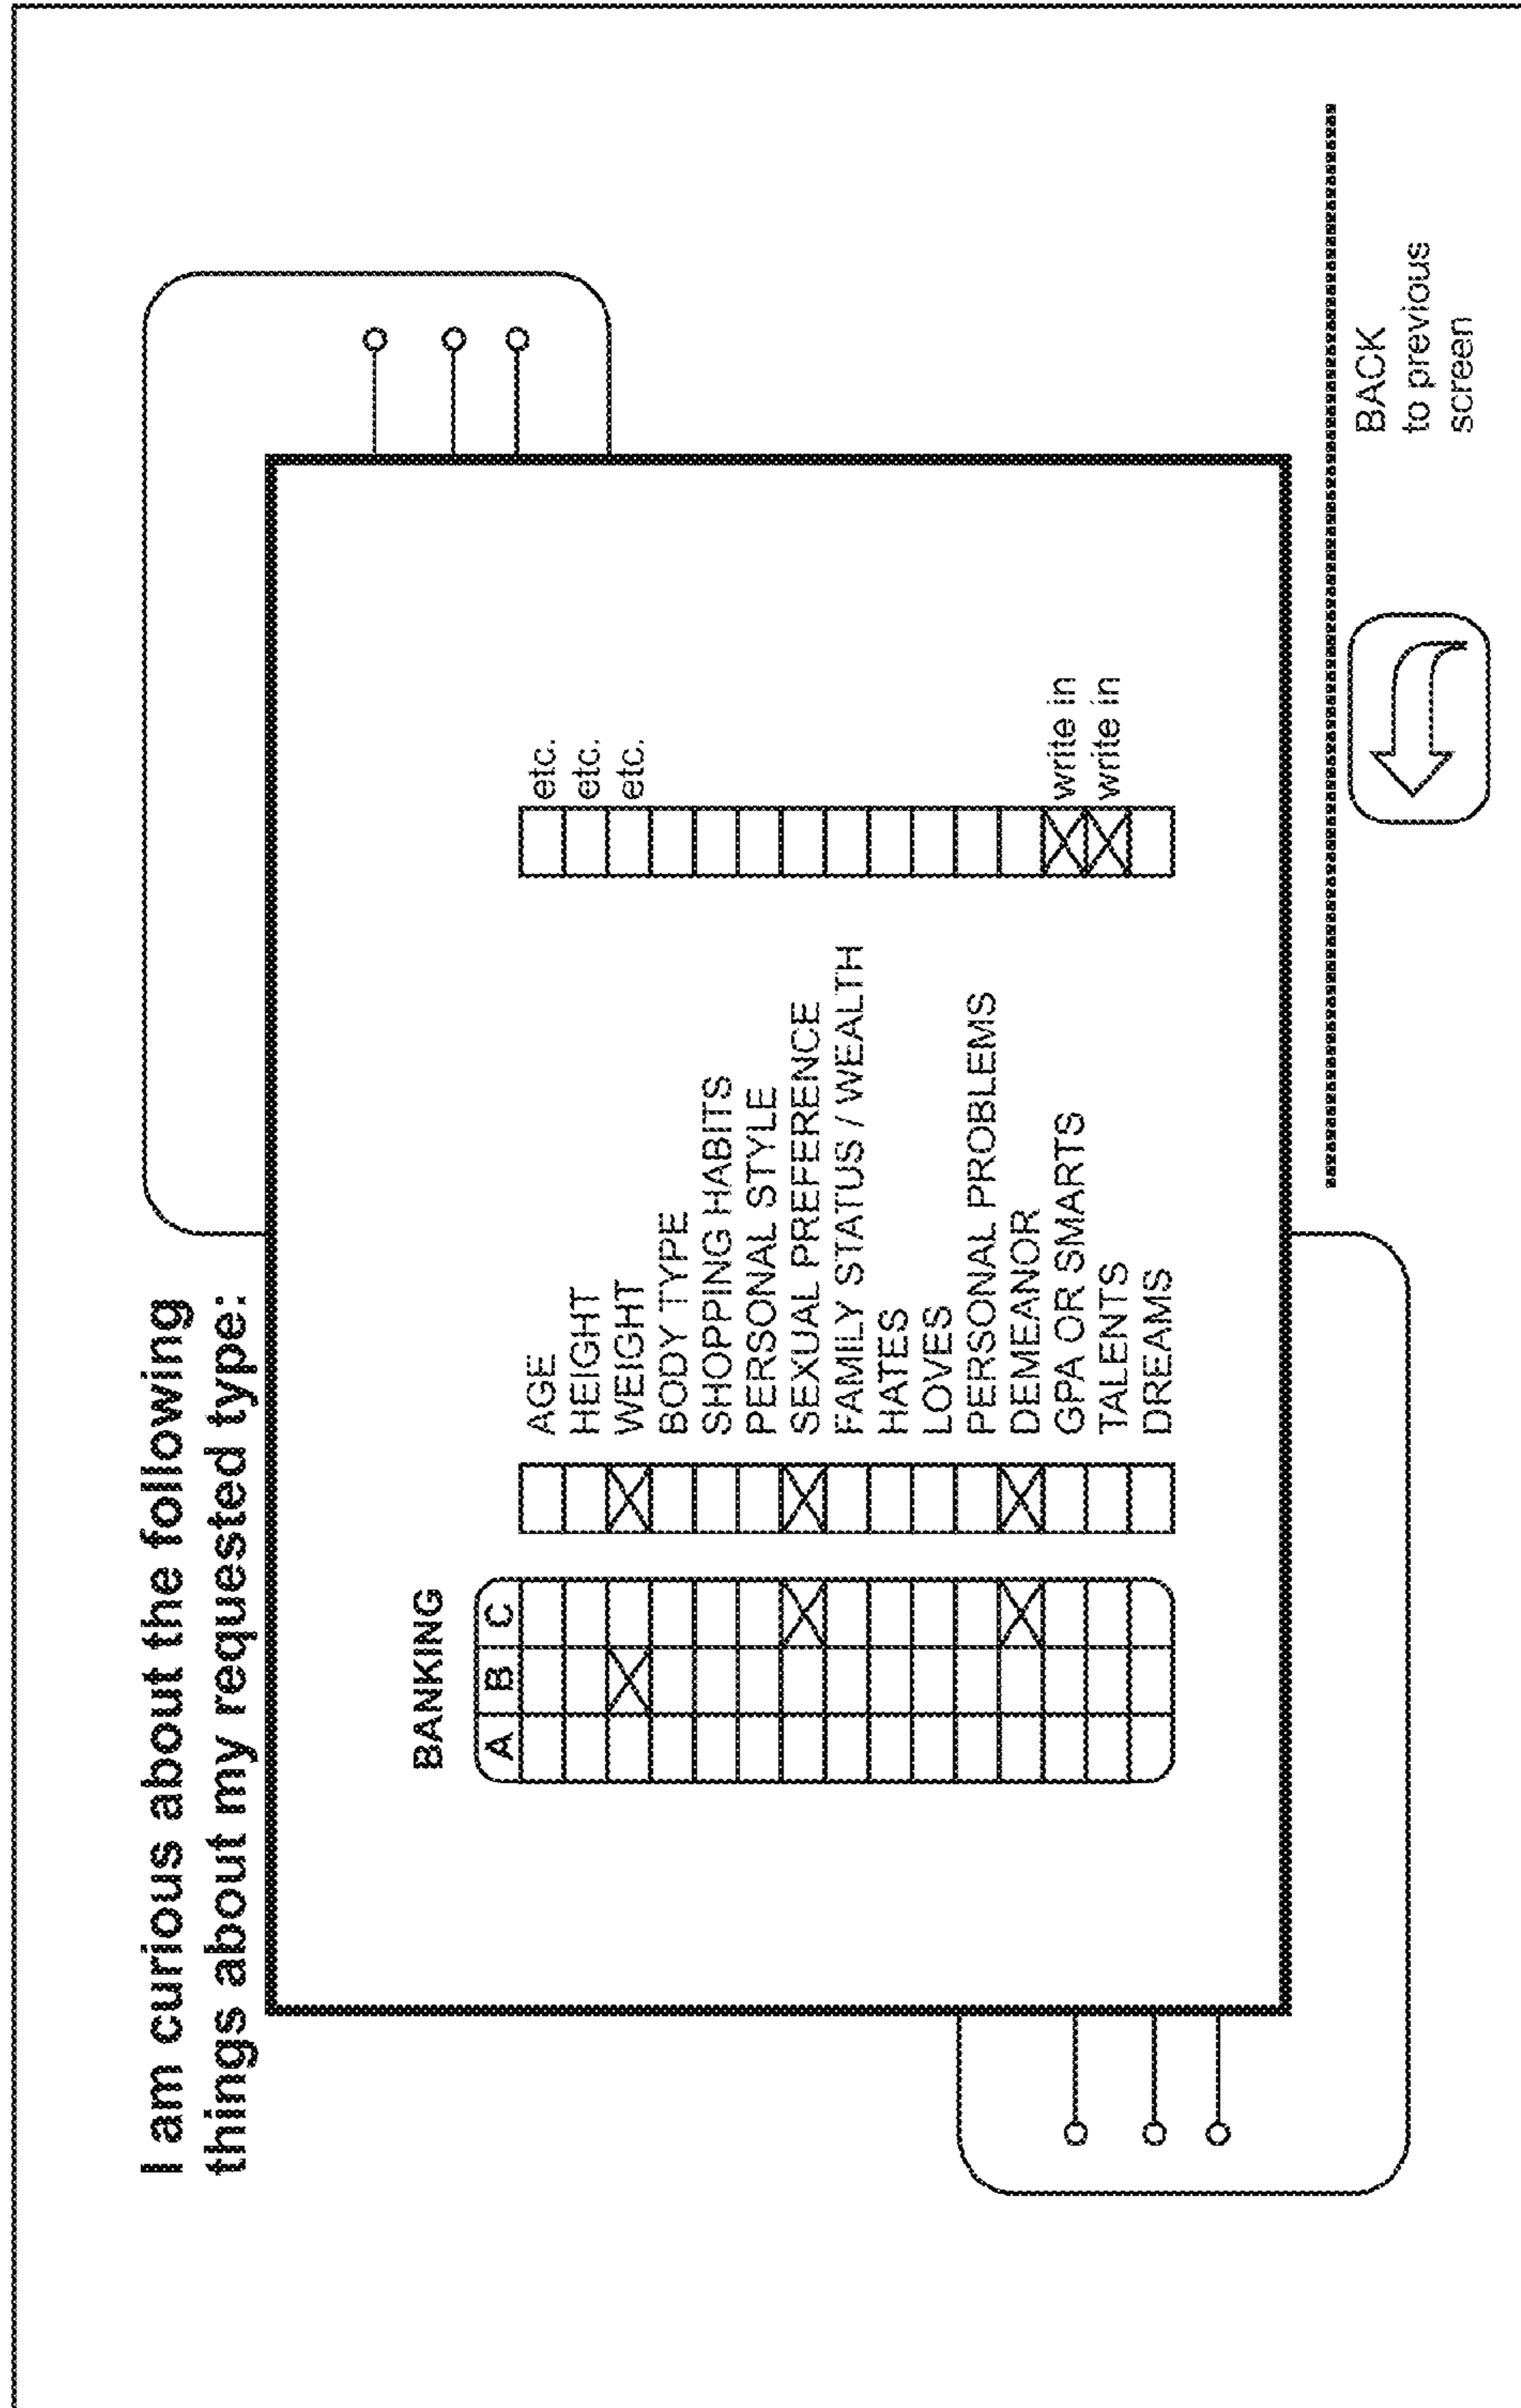 I am curious about the following
things about my requested type:
BANKING
A B C
AGE
HEIGHT
WEIGHT
BODY TYPE
SHOPPING HABITS
PERSONAL STYLE
SEXUAL PREFERENCE
FAMILY STATUS / WEALTH
HATES
LOVES
PERSONAL PROBLEMS
DEMEANOR
GPA OR SMARTS
TALENTS
DREAMS
etc.
etc.
etc.
write in
write in
BACK
to previous
screen